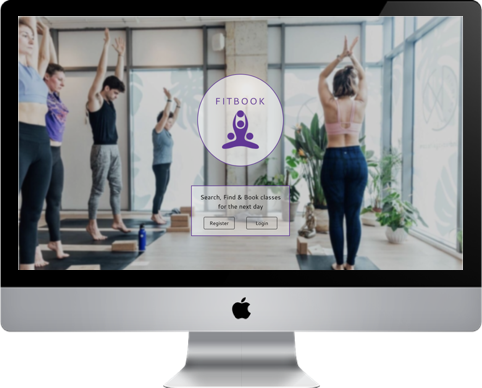 FITBOOK
Search, Find & Book classes
for the next day
Register
Login